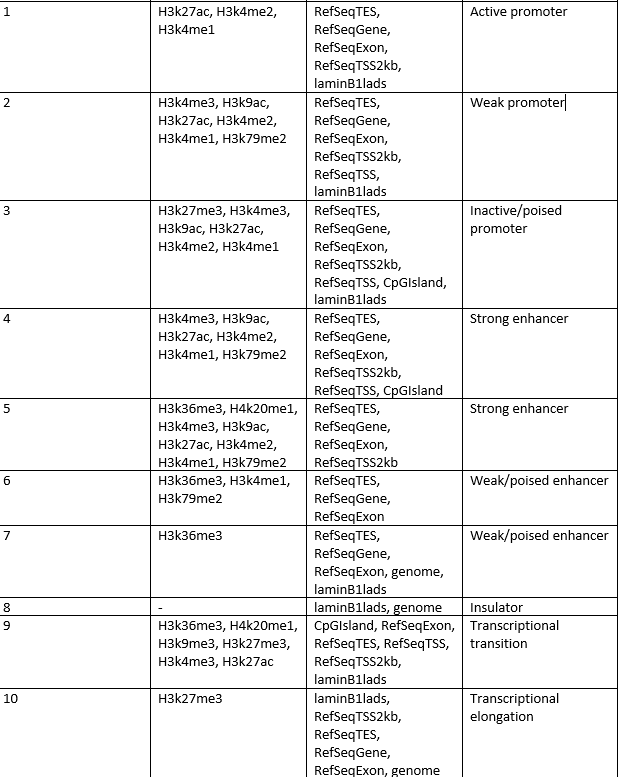 1
H3k27ac, H3k4me2,
H3k4me1
RefSeqTES,
RefSeqGene,
RefSeqExon,
RefSeqTSS2kb,
laminB1lads
Active promoter
2
H3k4me3, H3k9ac,
H3k27ac, H3k4me2,
H3k4me1, H3k79me2
RefSeqTES,
RefSeqGene,
RefSeqExon,
RefSeqTSS2kb,
RefSeqTSS,
laminB1lads
Weak promoter
3
H3k27me3, H3k4me3,
H3k9ac, H3k27ac,
H3k4me2, H3k4me1
RefSeqTES,
RefSeqGene,
RefSeqExon,
RefSeqTSS2kb,
RefSeqTSS, CpGIsland,
laminB1lads
Inactive/poised
promoter
4
H3k4me3, H3k9ac,
H3k27ac, H3k4me2,
H3k4me1, H3k79me2
RefSeqTES,
RefSeqGene,
RefSeqExon,
RefSeqTSS2kb,
RefSeqTSS, CpGIsland
Strong enhancer
5
H3k36me3, H4k20me1,
H3k4me3, H3k9ac,
H3k27ac, H3k4me2,
H3k4me1, H3k79me2
RefSeqTES,
RefSeqGene,
RefSeqExon,
RefSeqTSS2kb
Strong enhancer
6
H3k36me3, H3k4me1,
H3k79me2
RefSeqTES,
RefSeqGene,
RefSeqExon
Weak/poised enhancer
7
H3k36me3
RefSeqTES,
RefSeqGene,
RefSeqExon, genome,
laminB1lads
Weak/poised enhancer
8
-
laminB1lads, genome
Insulator
9
H3k36me3, H4k20me1,
H3k9me3, H3k27me3,
H3k4me3, H3k27ac
CpGIsland, RefSeqExon,
RefSeqTES, RefSeqTSS,
RefSeqTSS2kb,
laminB1lads
Transcriptional
transition
10
H3k27me3
laminB1lads,
RefSeqTSS2kb,
RefSeqTES,
RefSeqGene,
RefSeqExon, genome
Transcriptional
elongation